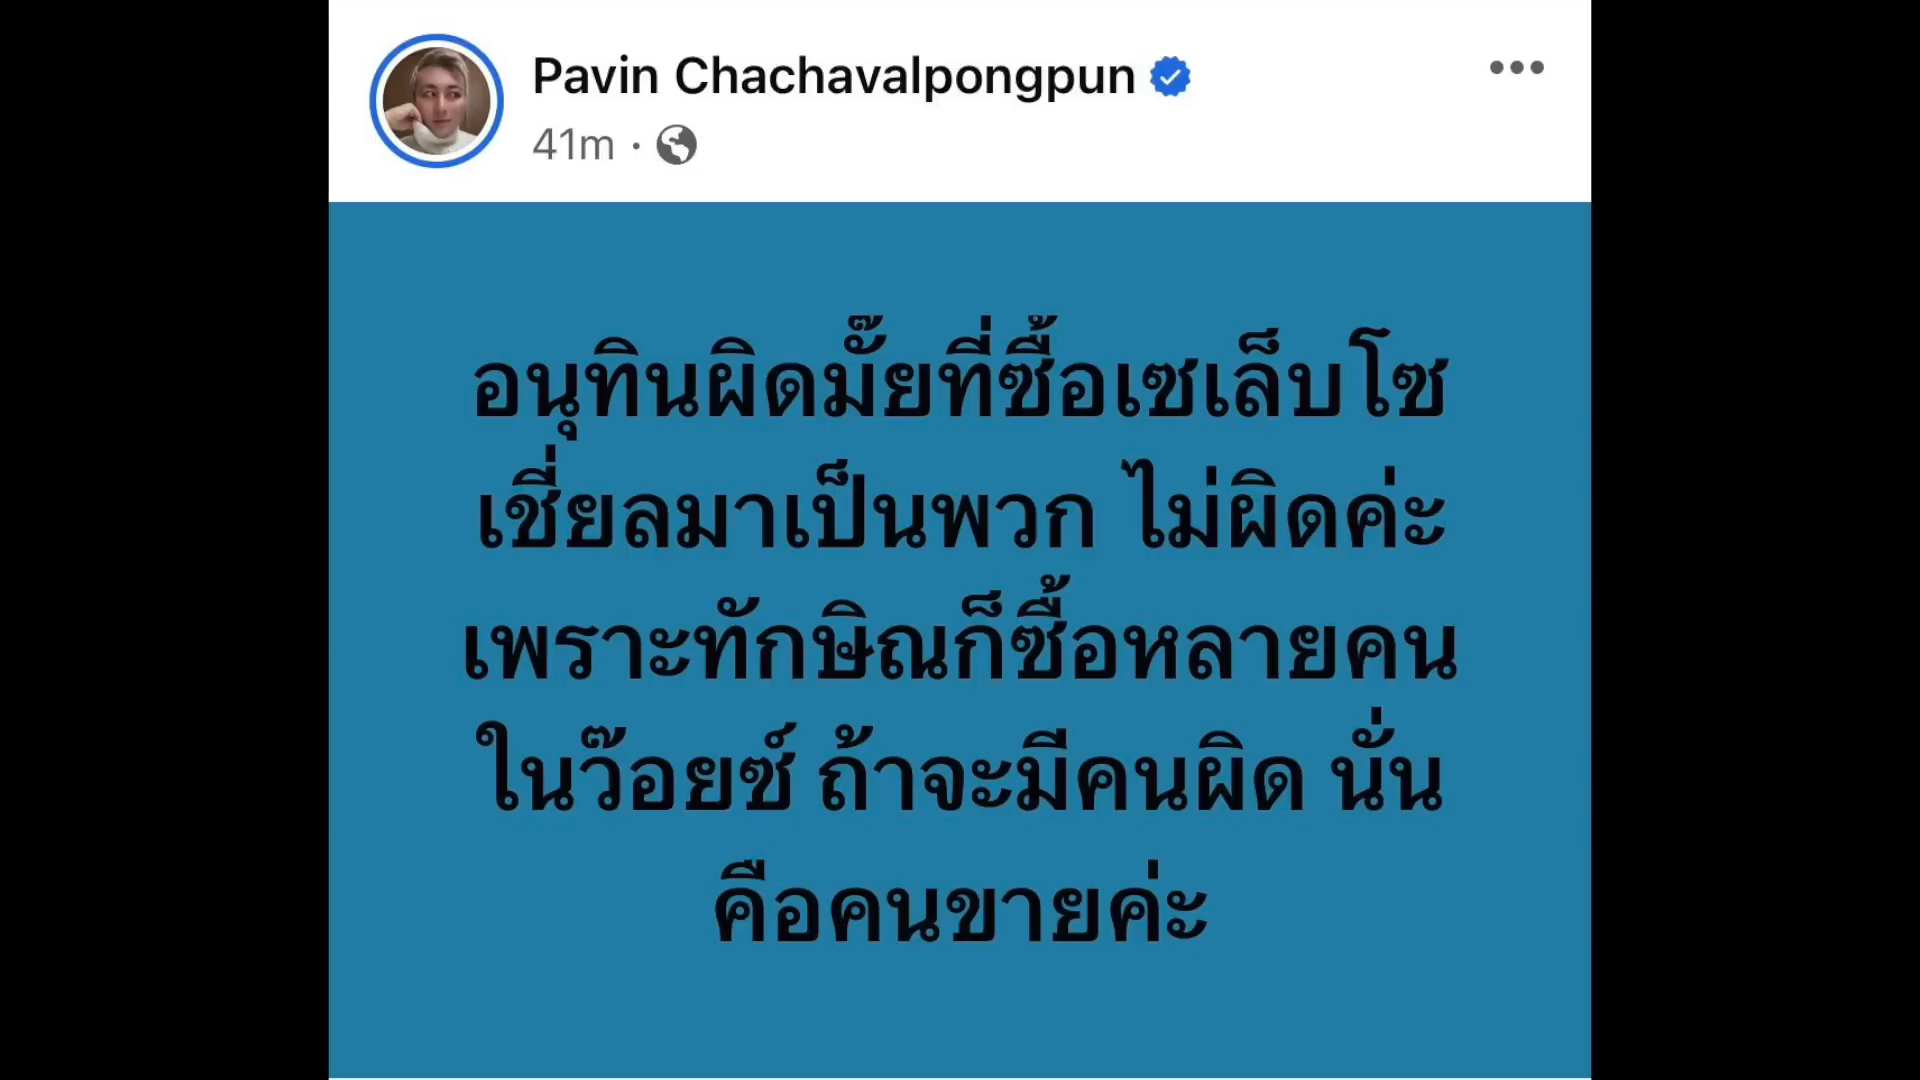 Pavin Chachavalpongpun
41m ·
อนุทินผิดมั๊ยที่ซื้อเซเล็บโซ
เชี่ยลมาเป็นพวก ไม่ผิดค่ะ
เพราะทักษิณก็ซื้อหลายคน
ในว๊อยซ์ ถ้าจะมีคนผิด นั่น
คือคนขายค่ะ